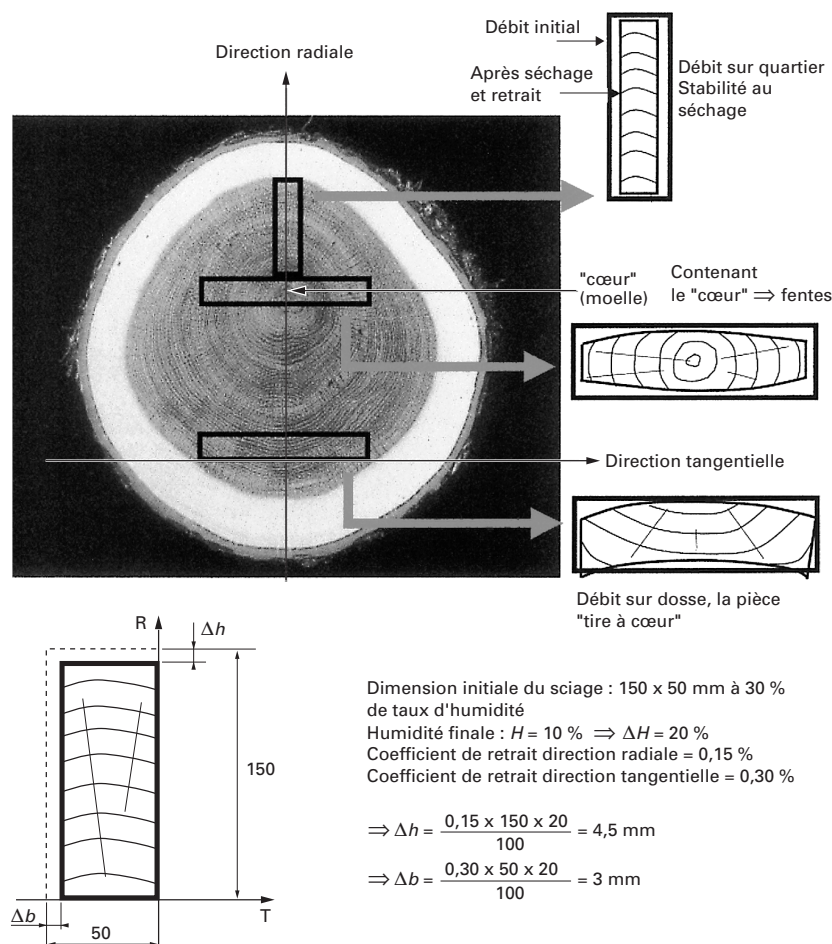 Débit initial
Direction radiale
Après séchage
et retrait
Débit sur quartier
Stabilité au
séchage
"cœur"
(moelle)
Contenant
le "cœur" ⇒ fentes
Direction tangentielle
Débit sur dosse, la pièce
"tire à cœur"
R
Δh
150
Δb
50
T
Dimension initiale du sciage : 150 x 50 mm à 30 %
de taux d'humidité
Humidité finale : H = 10 % ⇒ ΔH = 20 %
Coefficient de retrait direction radiale = 0,15 %
Coefficient de retrait direction tangentielle = 0,30 %
⇒ Δh = 0,15 x 150 x 20 / 100 = 4,5 mm
⇒ Δb = 0,30 x 50 x 20 / 100 = 3 mm